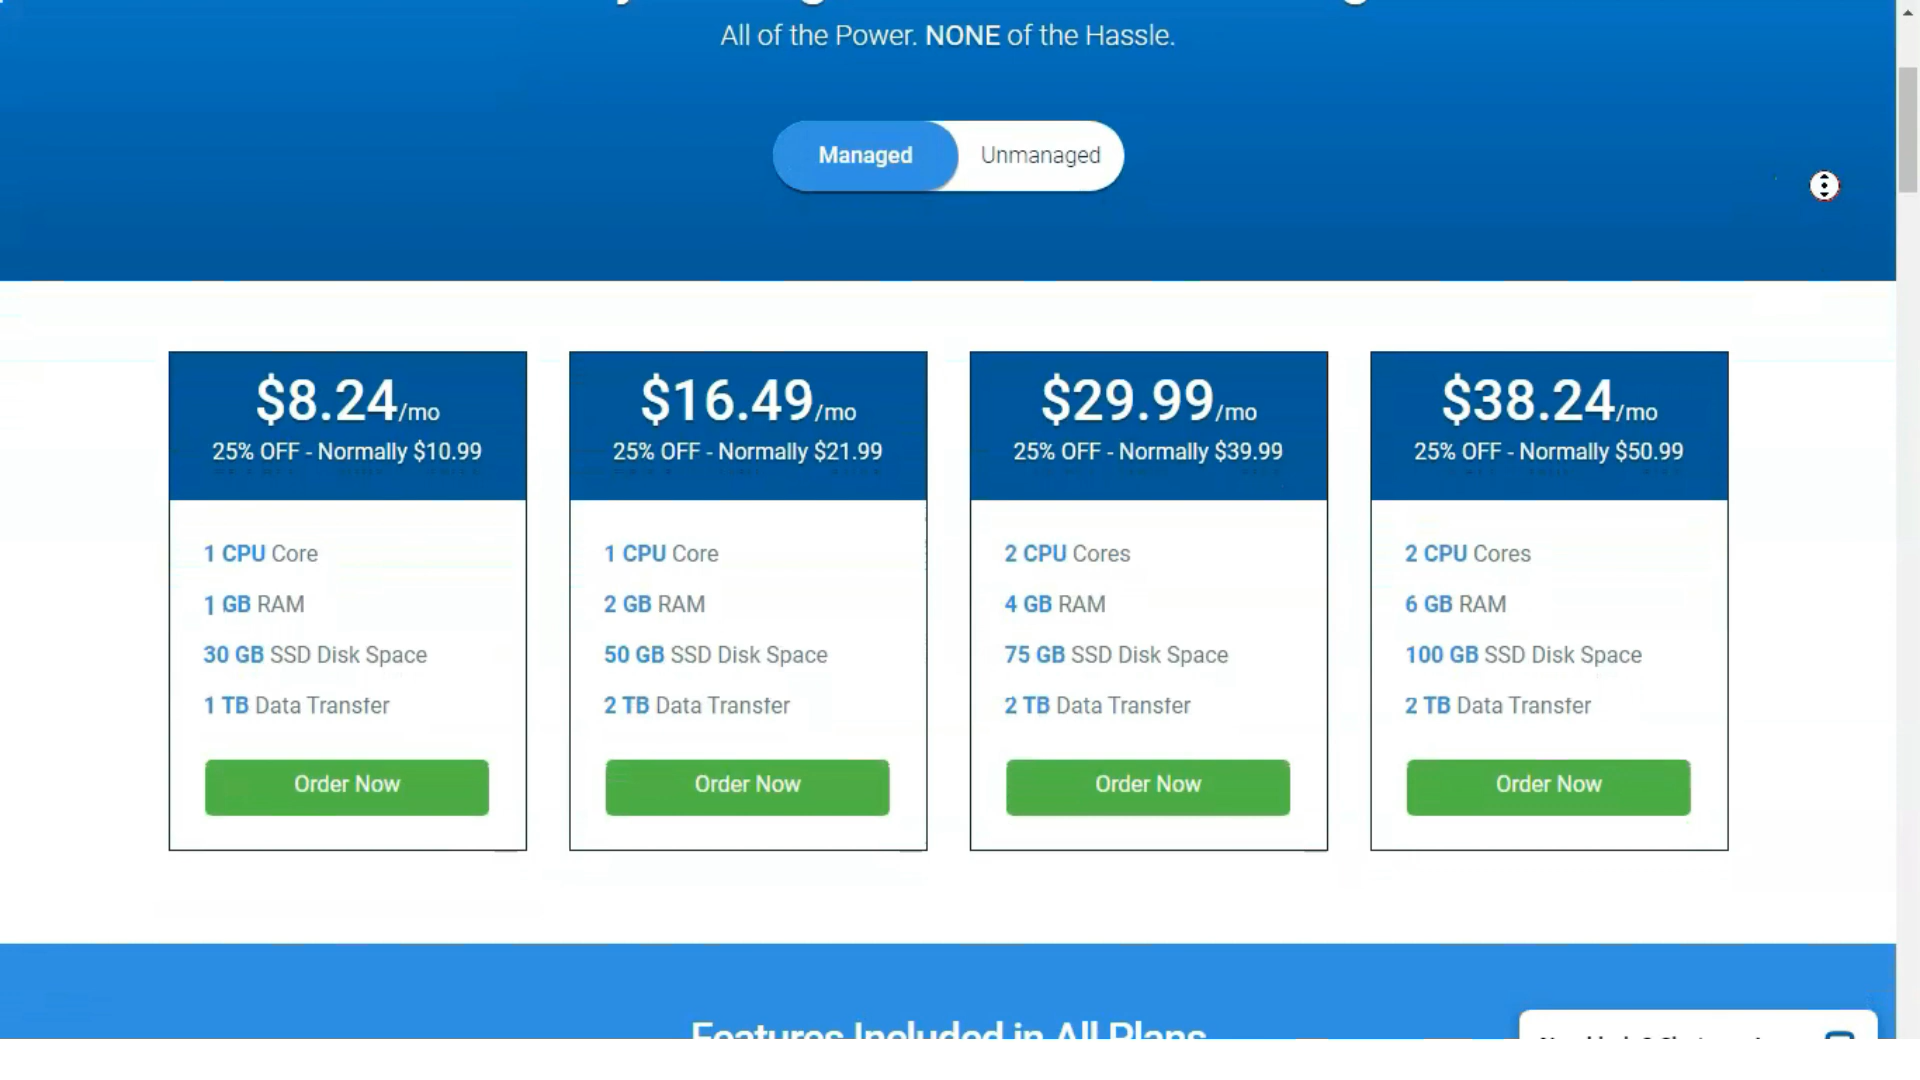 All of the Power. NONE of the Hassle.
Managed
Unmanaged
$8.24/mo
25% OFF - Normally $10.99
1 CPU Core
1 GB RAM
30 GB SSD Disk Space
1 TB Data Transfer
Order Now
$16.49/mo
25% OFF - Normally $21.99
1 CPU Core
2 GB RAM
50 GB SSD Disk Space
2 TB Data Transfer
Order Now
$29.99/mo
25% OFF - Normally $39.99
2 CPU Cores
4 GB RAM
75 GB SSD Disk Space
2 TB Data Transfer
Order Now
$38.24/mo
25% OFF - Normally $50.99
2 CPU Cores
6 GB RAM
100 GB SSD Disk Space
2 TB Data Transfer
Order Now
Features Included in All Plans